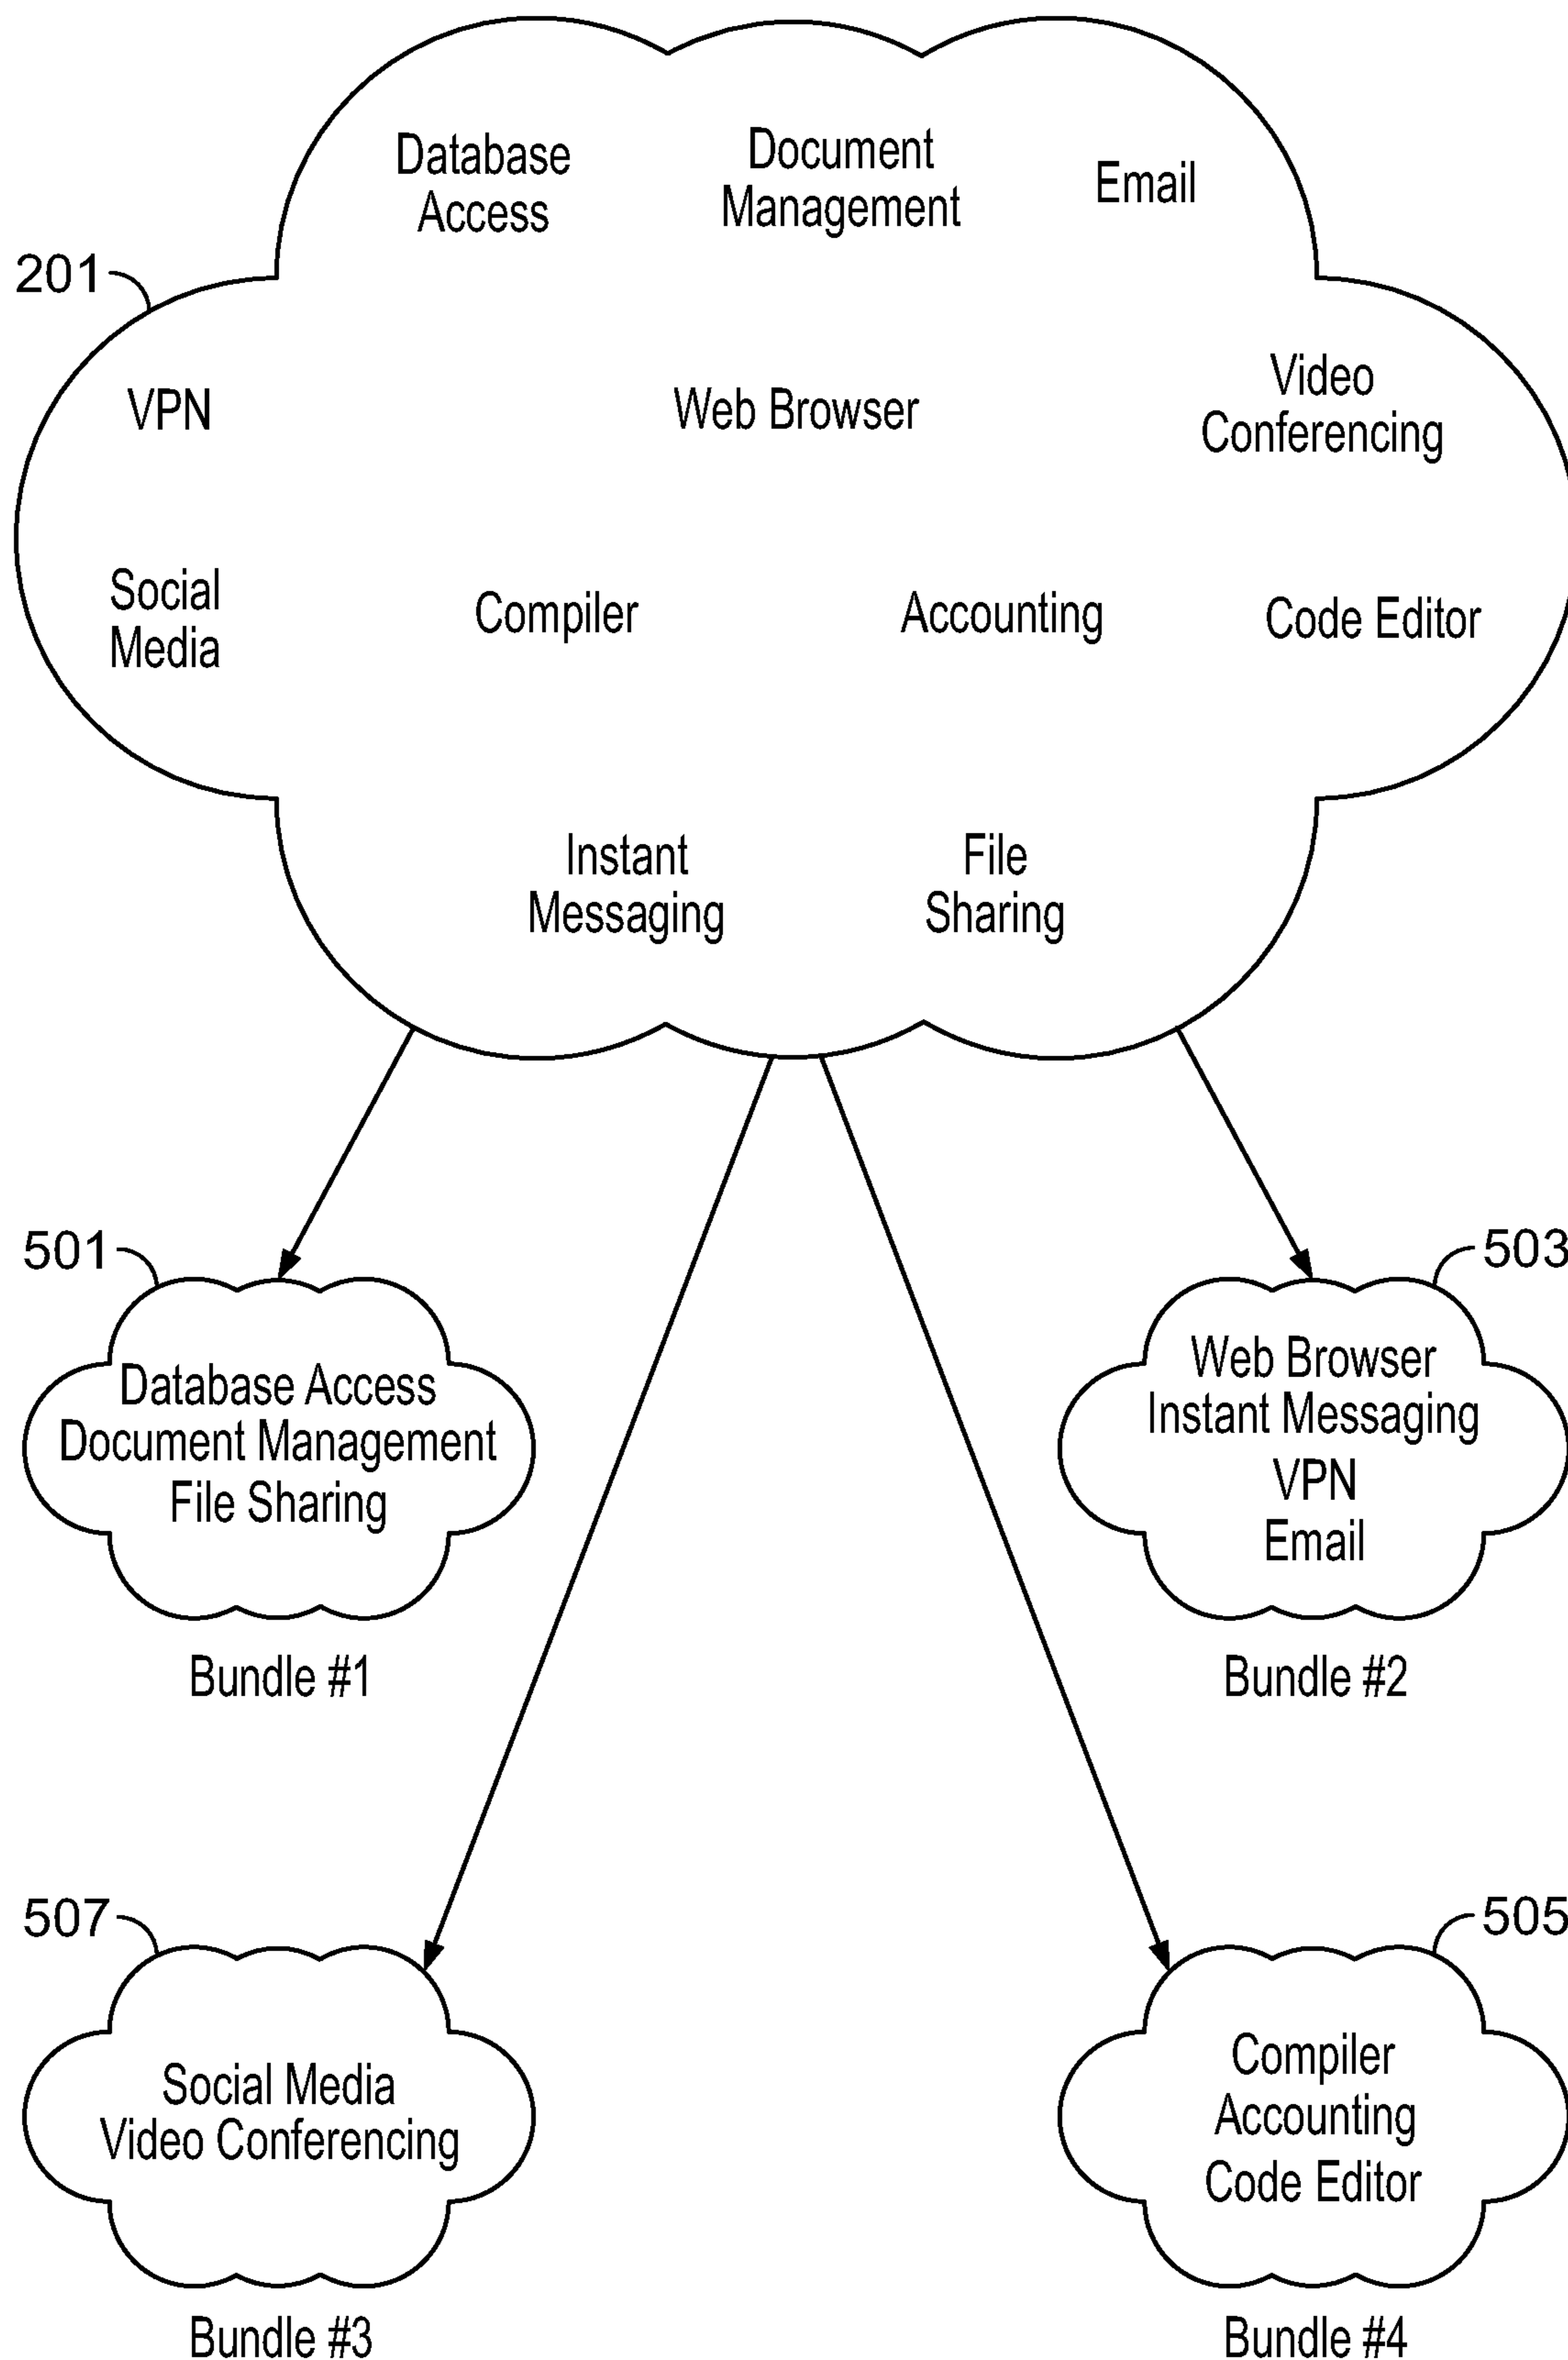 Database
Access
Document
Management
Email
201
VPN
Web Browser
Video
Conferencing
Social
Media
Compiler
Accounting
Code Editor
Instant
Messaging
File
Sharing
501
Database Access
Document Management
File Sharing
Bundle #1
503
Web Browser
Instant Messaging
VPN
Email
Bundle #2
507
Social Media
Video Conferencing
Bundle #3
505
Compiler
Accounting
Code Editor
Bundle #4